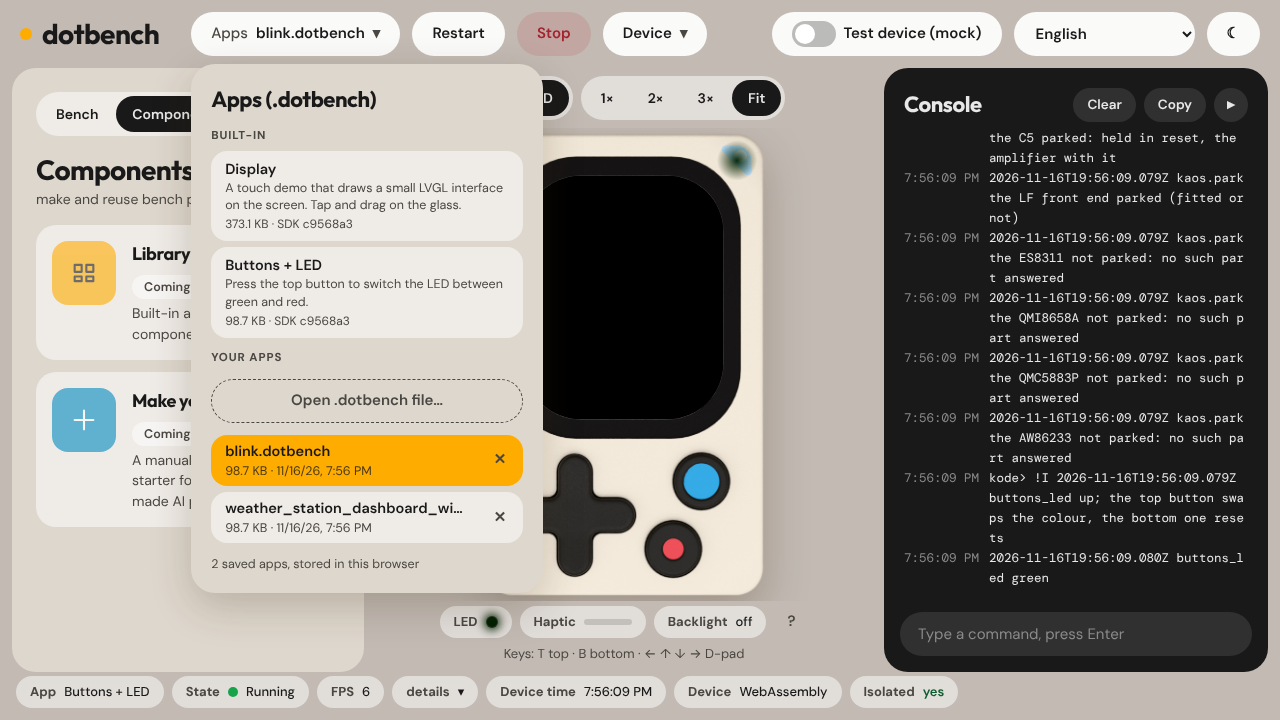 dotbench
Apps blink.dotbench ▾
Restart
Stop
Device ▾
Test device (mock)
English
Bench
Compon
Components
make and reuse bench p
Library
Coming
Built-in a
compone
Make yo
Coming
A manual
starter fo
made AI p
Apps (.dotbench)
BUILT-IN
Display
A touch demo that draws a small LVGL interface
on the screen. Tap and drag on the glass.
373.1 KB · SDK c9568a3
Buttons + LED
Press the top button to switch the LED between
green and red.
98.7 KB · SDK c9568a3
YOUR APPS
Open .dotbench file...
blink.dotbench
98.7 KB · 11/16/26, 7:56 PM
✕
weather_station_dashboard_wi...
98.7 KB · 11/16/26, 7:56 PM
✕
2 saved apps, stored in this browser
D
1×
2×
3×
Fit
LED
Haptic
Backlight off
?
Keys: T top · B bottom · ← ↑ ↓ → D-pad
Console
Clear
Copy
▶
the C5 parked: held in reset, the
amplifier with it
7:56:09 PM 2026-11-16T19:56:09.079Z kaos.park
the LF front end parked (fitted or
not)
7:56:09 PM 2026-11-16T19:56:09.079Z kaos.park
the ES8311 not parked: no such par
t answered
7:56:09 PM 2026-11-16T19:56:09.079Z kaos.park
the QMI8658A not parked: no such p
art answered
7:56:09 PM 2026-11-16T19:56:09.079Z kaos.park
the QMC5883P not parked: no such p
art answered
7:56:09 PM 2026-11-16T19:56:09.079Z kaos.park
the AW86233 not parked: no such pa
rt answered
7:56:09 PM kode> !I 2026-11-16T19:56:09.079Z
buttons_led up; the top button swa
ps the colour, the bottom one rese
ts
7:56:09 PM 2026-11-16T19:56:09.080Z buttons_l
ed green
Type a command, press Enter
App Buttons + LED
State Running
FPS 6
details ▾
Device time 7:56:09 PM
Device WebAssembly
Isolated yes